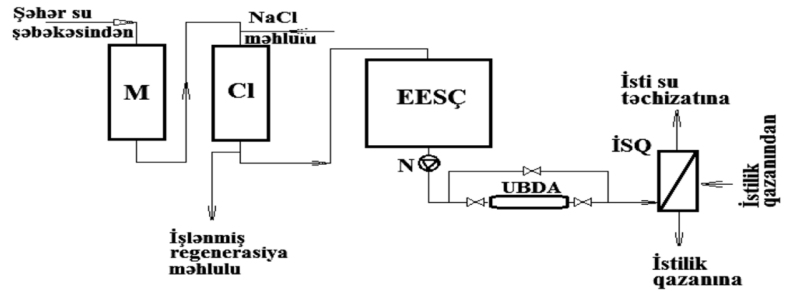 Şəhər su
şəbəkəsindən
NaCl
məhlulu
M
Cl
EESÇ
N
UBDA
İSQ
İsti su
təchizatına
İstilik
qazanından
İşlənmiş
regenerasiya
məhlulu
İstilik
qazanına